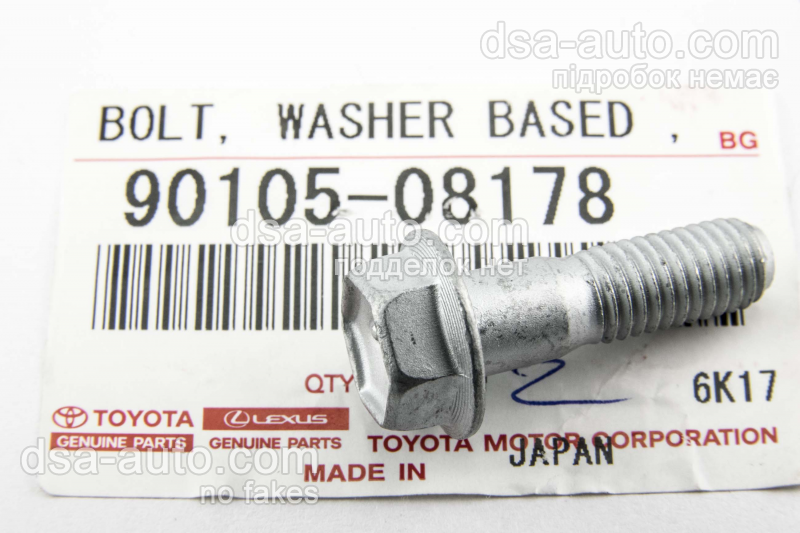 dsa-auto.com
підробок немає
BOLT, WASHER BASED , BG
90105-08178
dsa-auto.com
подделок нет
QTY 2 6K17
TOYOTA LEXUS
GENUINE PARTS GENUINE PARTS TOYOTA MOTOR CORPORATION
MADE IN JAPAN
dsa-auto.com
no fakes